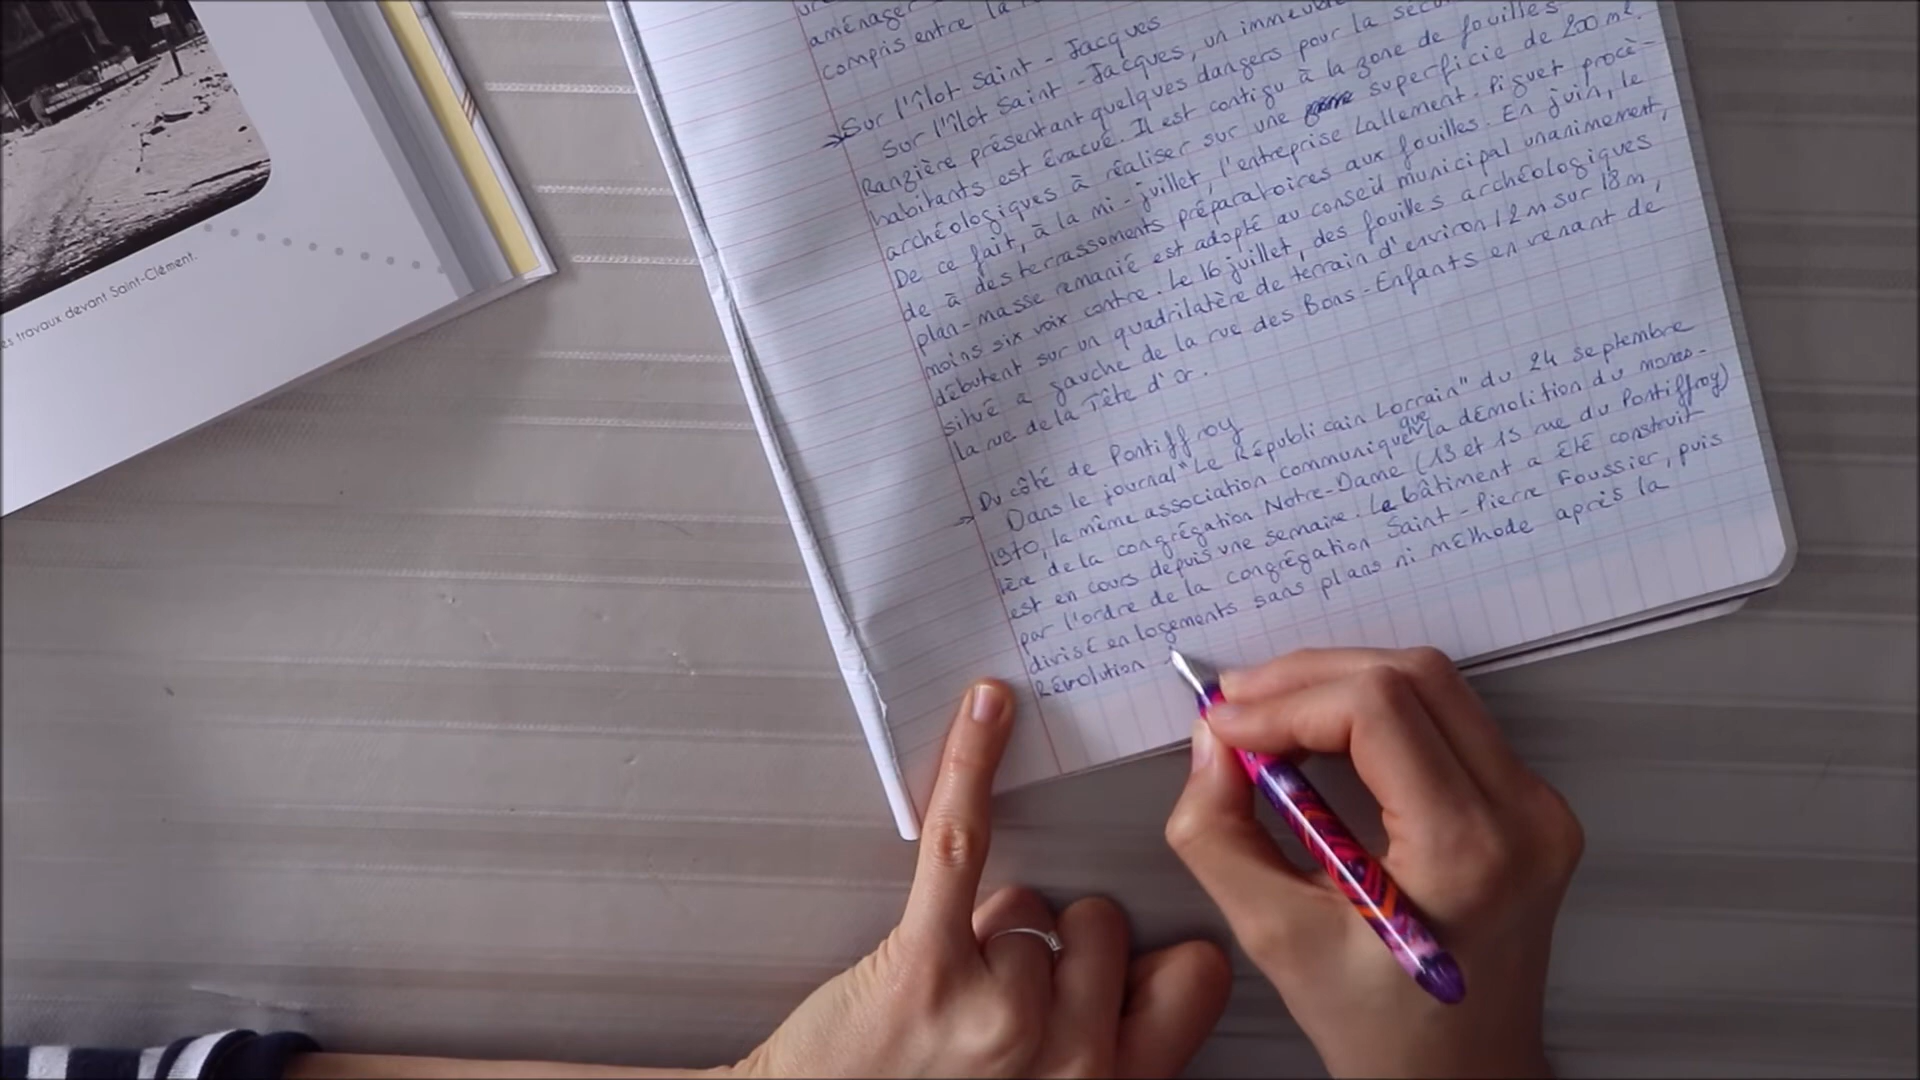 es travaux devant Saint-Clément.
aménager
compris entre la
Sur l'îlot Saint-Jacques
Sur l'îlot Saint-Jacques, un immeuble
Ranzière présentant quelques dangers pour la sécu
habitants est évacué. Il est contigu à la zone de fouilles
archéologiques à réaliser sur une superficie de 200 m².
De ce fait, à la mi-juillet, l'entreprise Lallement-Piguet procè-
de à des terrassements préparatoires aux fouilles. En juin, le
plan-masse remanié est adopté au conseil municipal unanimement,
moins six voix contre. Le 16 juillet, des fouilles archéologiques
débutent sur un quadrilatère de terrain d'environ 12 m sur 18 m,
situé à gauche de la rue des Bons-Enfants en venant de
la rue de la Tête d'or.
Du côté de Pontiffroy
Dans le journal "Le Républicain Lorrain" du 24 septembre
1970, la même association communique que la démolition du monas-
tère de la congrégation Notre-Dame (13 et 15 rue du Pontiffroy)
est en cours depuis une semaine. Le bâtiment a été construit
par l'ordre de la congrégation Saint-Pierre Foussier, puis
divisé en logements sans plans ni méthode après la
Révolution